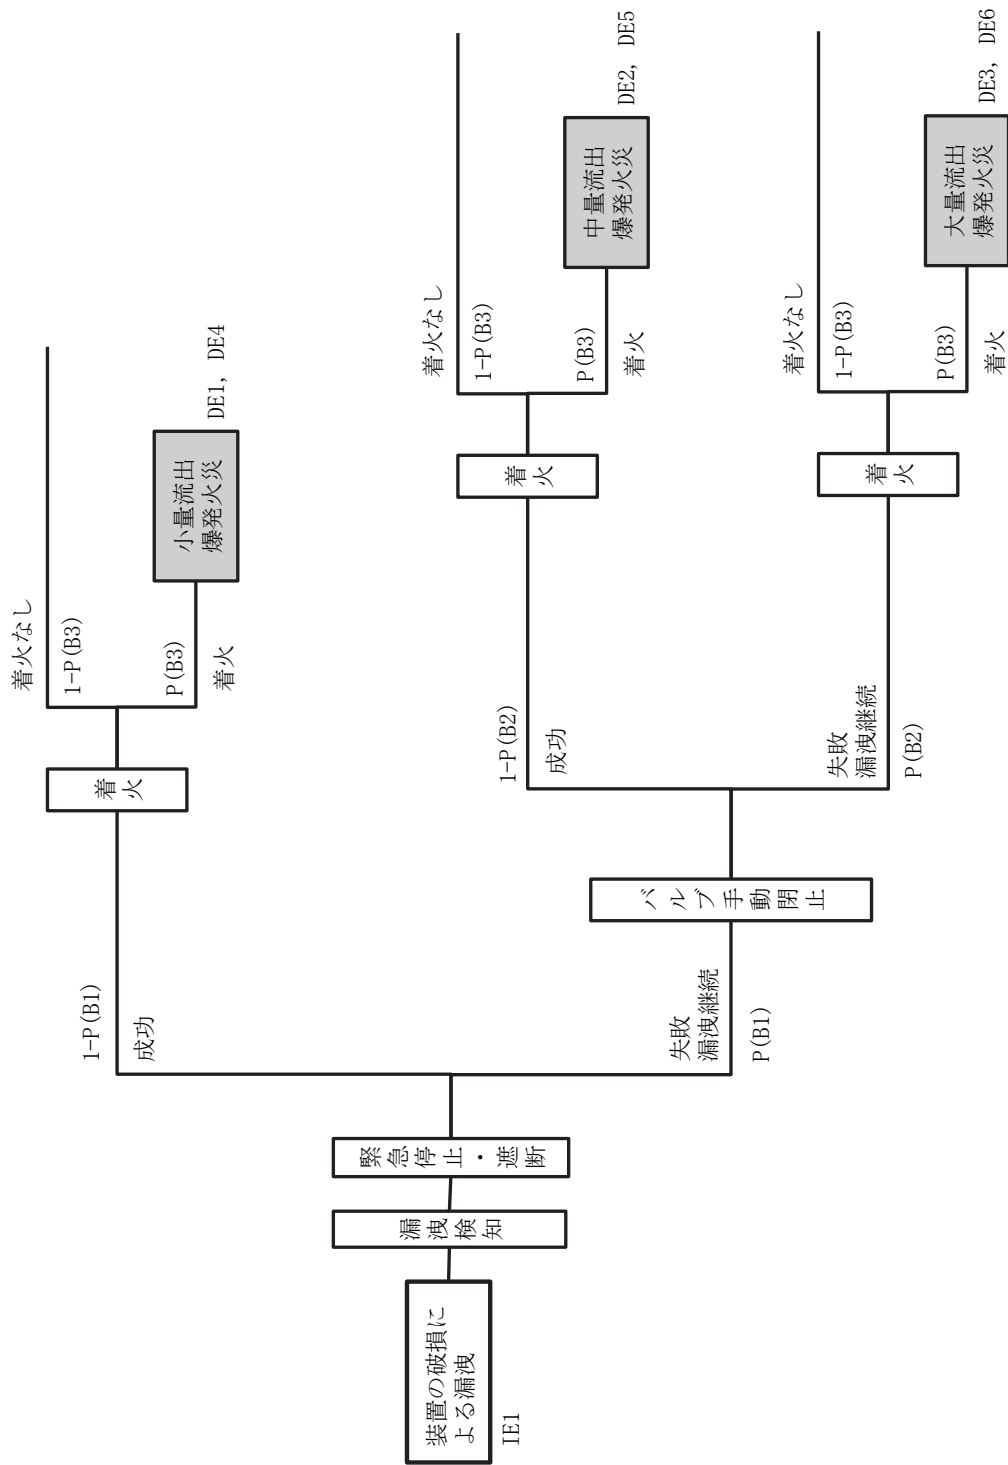 装置の破損に
よる漏洩
IE1
漏洩検知
緊急停止・遮断
1-P(B1)
成功
失敗
漏洩継続
P(B1)
着火
着火なし
1-P(B3)
P(B3)
着火
小量流出
爆発火災
DE1, DE4
バルブ手動閉止
1-P(B2)
成功
失敗
漏洩継続
P(B2)
着火
着火なし
1-P(B3)
P(B3)
着火
中量流出
爆発火災
DE2, DE5
着火
着火なし
1-P(B3)
P(B3)
着火
大量流出
爆発火災
DE3, DE6